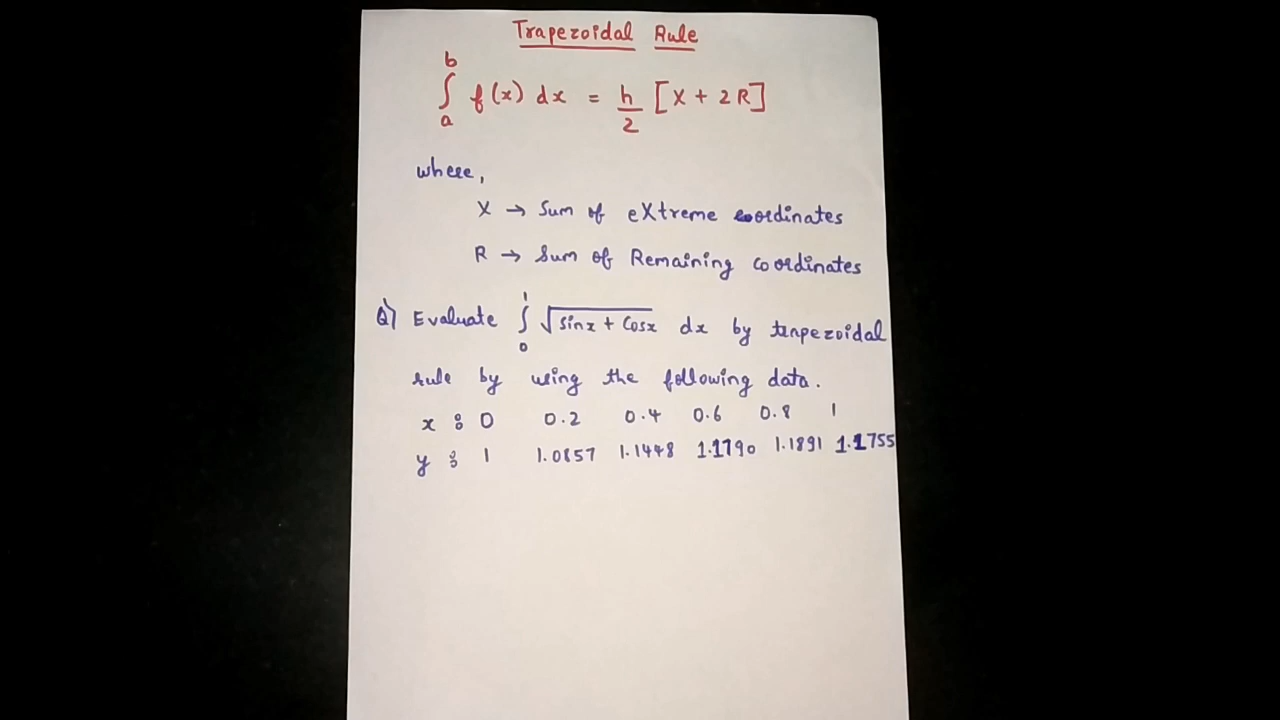 Trapezoidal Rule
b
∫ f(x) dx = h/2 [X + 2R]
a
where,
X → Sum of eXtreme coordinates
R → Sum of Remaining coordinates
Q) Evaluate ∫₀¹ √sinx + Cosx dx by trapezoidal
rule by using the following data.
x : 0 0.2 0.4 0.6 0.8 1
y : 1 1.0857 1.1448 1.1790 1.1891 1.1755